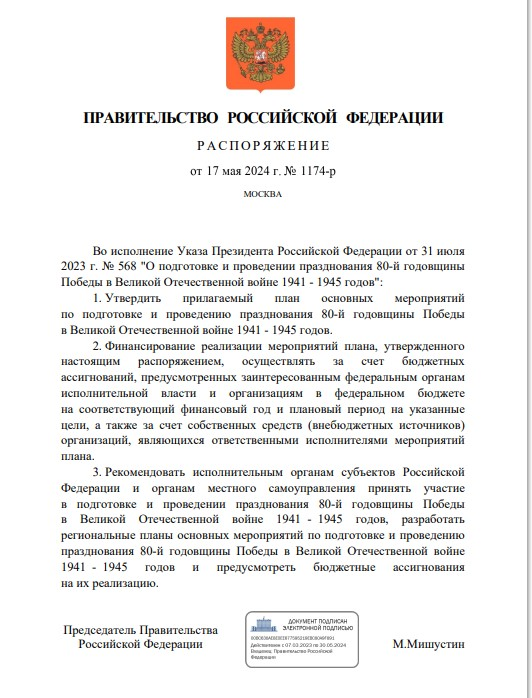 ПРАВИТЕЛЬСТВО РОССИЙСКОЙ ФЕДЕРАЦИИ
РАСПОРЯЖЕНИЕ
от 17 мая 2024 г. № 1174-р
МОСКВА
Во исполнение Указа Президента Российской Федерации от 31 июля
2023 г. № 568 "О подготовке и проведении празднования 80-й годовщины
Победы в Великой Отечественной войне 1941 - 1945 годов":
1. Утвердить прилагаемый план основных мероприятий
по подготовке и проведению празднования 80-й годовщины Победы
в Великой Отечественной войне 1941 - 1945 годов.
2. Финансирование реализации мероприятий плана, утвержденного
настоящим распоряжением, осуществлять за счет бюджетных
ассигнований, предусмотренных заинтересованным федеральным органам
исполнительной власти и организациям в федеральном бюджете
на соответствующий финансовый год и плановый период на указанные
цели, а также за счет собственных средств (внебюджетных источников)
организаций, являющихся ответственными исполнителями мероприятий
плана.
3. Рекомендовать исполнительным органам субъектов Российской
Федерации и органам местного самоуправления принять участие
в подготовке и проведении празднования 80-й годовщины Победы
в Великой Отечественной войне 1941 - 1945 годов, разработать
региональные планы основных мероприятий по подготовке и проведению
празднования 80-й годовщины Победы в Великой Отечественной войне
1941 - 1945 годов и предусмотреть бюджетные ассигнования
на их реализацию.
Председатель Правительства
Российской Федерации
ДОКУМЕНТ ПОДПИСАН
ЭЛЕКТРОННОЙ ПОДПИСЬЮ
Действителен с 07.03.2023 по 30.05.2024
Владелец: Правительство Российской
Федерации
М.Мишустин